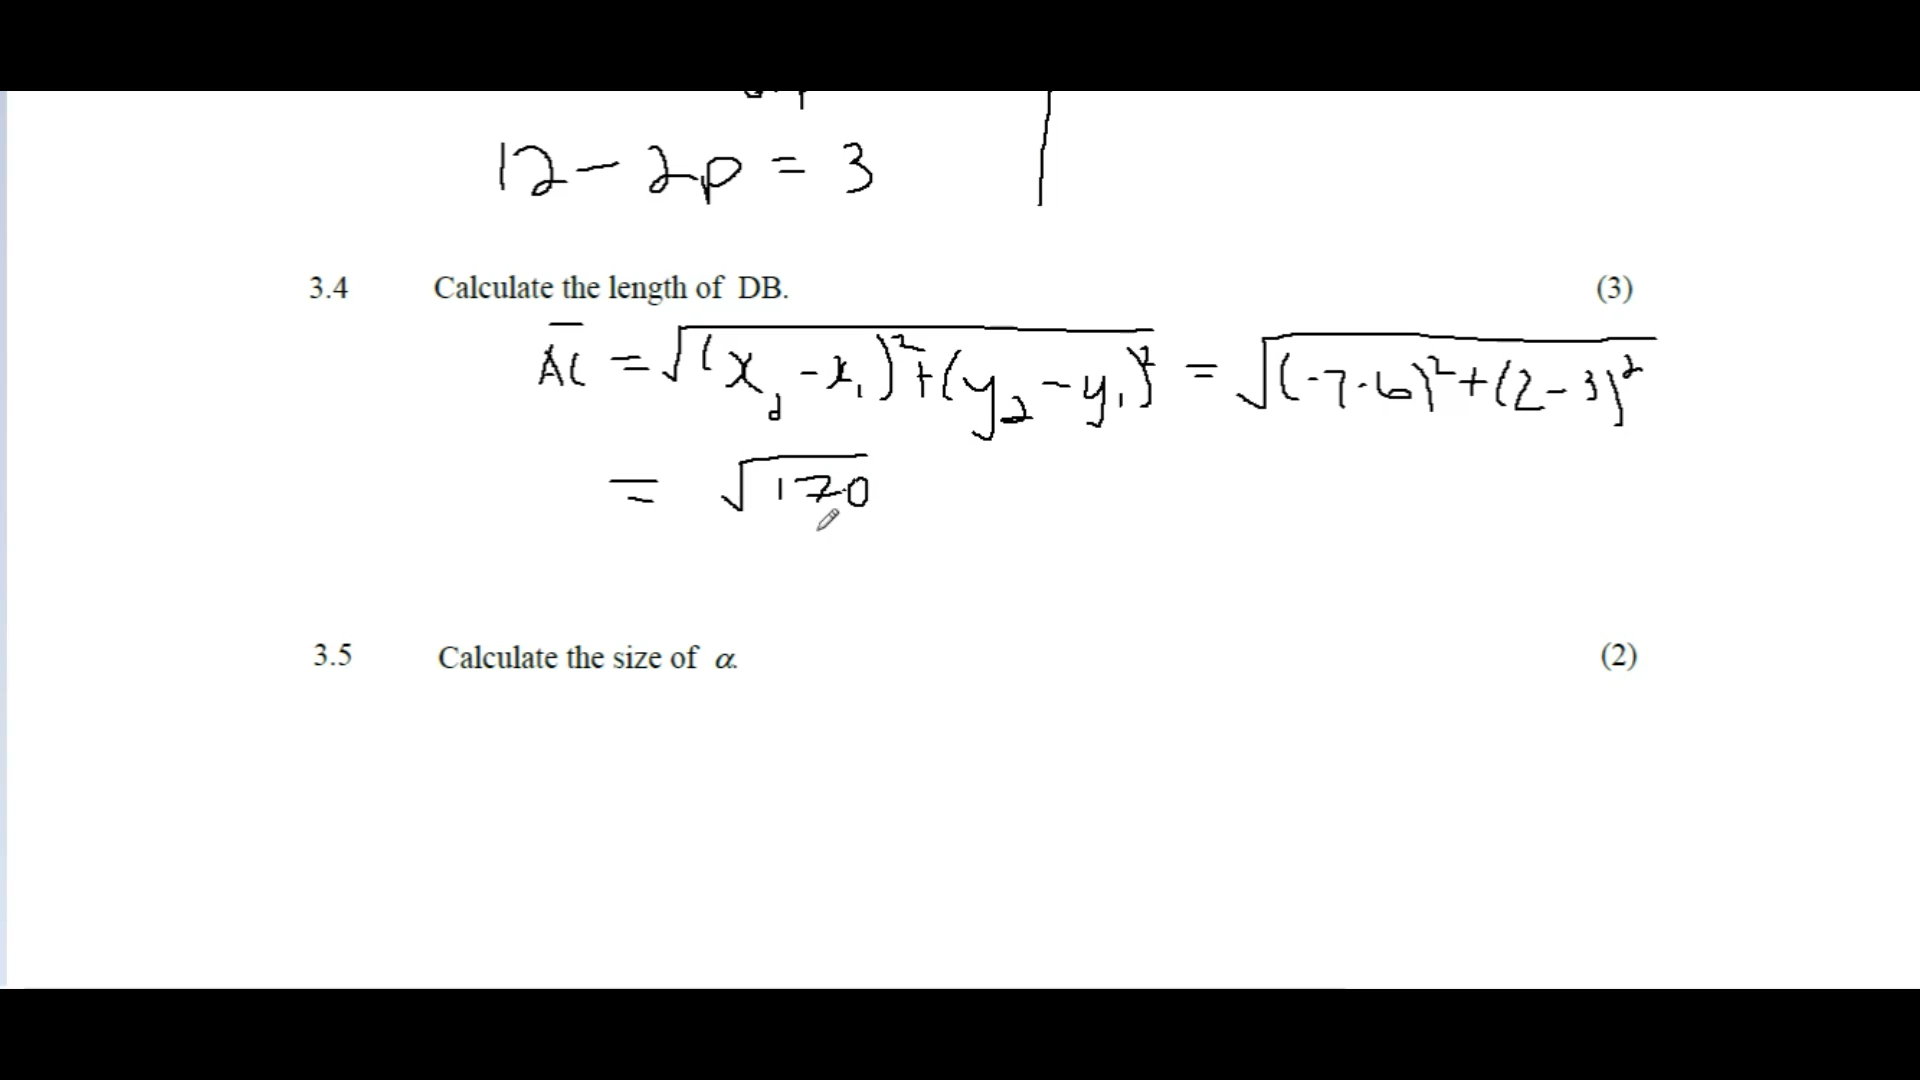 12 - 2p = 3
3.4 Calculate the length of DB. (3)
AC = √(x₂ - x₁)² + (y₂ - y₁)² = √(-7-6)² + (2-3)²
= √170
3.5 Calculate the size of α. (2)